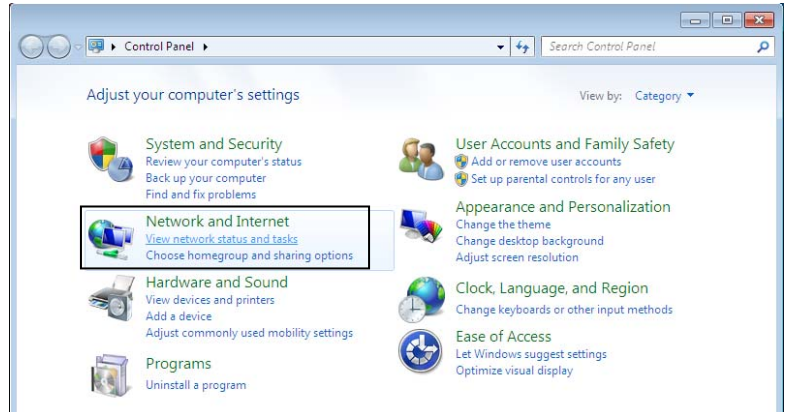 Control Panel
Search Control Panel
Adjust your computer's settings
View by: Category
System and Security
Review your computer's status
Back up your computer
Find and fix problems
Network and Internet
View network status and tasks
Choose homegroup and sharing options
Hardware and Sound
View devices and printers
Add a device
Adjust commonly used mobility settings
Programs
Uninstall a program
User Accounts and Family Safety
Add or remove user accounts
Set up parental controls for any user
Appearance and Personalization
Change the theme
Change desktop background
Adjust screen resolution
Clock, Language, and Region
Change keyboards or other input methods
Ease of Access
Let Windows suggest settings
Optimize visual display